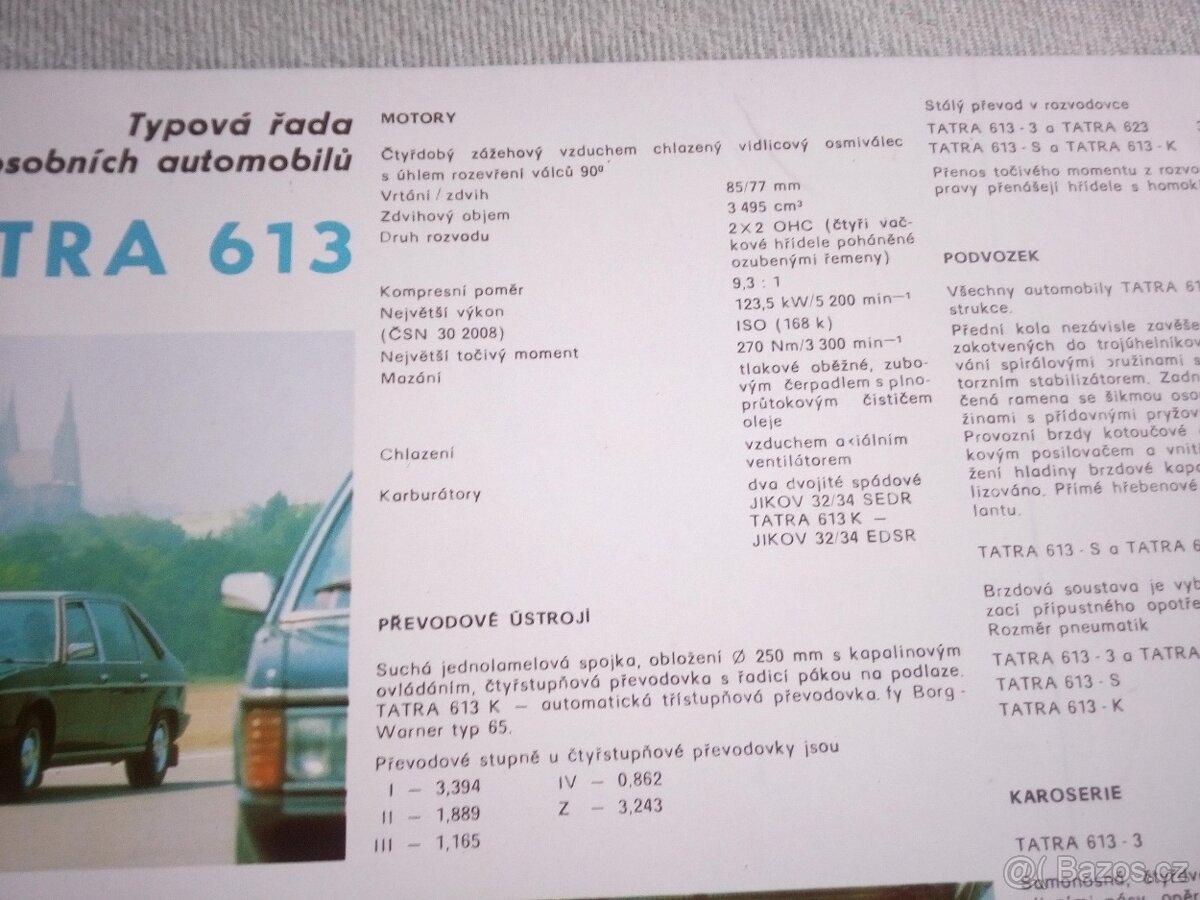 Typová řada
osobních automobilů
TRA 613
MOTORY
Čtyřdobý zážehový vzduchem chlazený vidlicový osmiválec
s úhlem rozevření válců 90º
Vrtání / zdvih 85/77 mm
Zdvihový objem 3 495 cm³
Druh rozvodu 2×2 OHC (čtyři vač-
kové hřídele poháněné
ozubenými řemeny)
Kompresní poměr 9,3 : 1
Největší výkon 123,5 kW/5 200 min—¹
(ČSN 30 2008) ISO (168 k)
Největší točivý moment 270 Nm/3 300 min—¹
Mazání tlakové oběžné, zubo-
vým čerpadlem s plno-
průtokovým čističem
oleje
Chlazení vzduchem axiálním
ventilátorem
Karburátory dva dvojité spádové
JIKOV 32/34 SEDR
TATRA 613 K —
JIKOV 32/34 EDSR
PŘEVODOVÉ ÚSTROJÍ
Suchá jednolamelová spojka, obložení Ø 250 mm s kapalinovým
ovládáním, čtyřstupňová převodovka s řadicí pákou na podlaze.
TATRA 613 K — automatická třístupňová převodovka. fy Borg-
Warner typ 65.
Převodové stupně u čtyřstupňové převodovky jsou
I — 3,394 IV — 0,862
II — 1,889 Z — 3,243
III — 1,165
Stálý převod v rozvodovce
TATRA 613 - 3 a TATRA 623
TATRA 613 - S a TATRA 613 - K
Přenos točivého momentu z rozvo
pravy přenášejí hřídele s homok
PODVOZEK
Všechny automobily TATRA 61
strukce.
Přední kola nezávisle zavěše
zakotvených do trojúhelníkov
vání spirálovými pružinami s
torzním stabilizátorem. Zadn
čená ramena se šikmou oso
žinami s přídavnými pryžov
Provozní brzdy kotoučové
kovým posilovačem a vnitř
žení hladiny brzdové kapa
lizováno. Přímé hřebenové
lantu.
TATRA 613 - S a TATRA 6
Brzdová soustava je vyb
zací přípustného opotře
Rozměr pneumatik
TATRA 613 - 3 a TATRA
TATRA 613 - S
TATRA 613 - K
KAROSERIE
TATRA 613 - 3
Samonosná, čtyřdv
@( Bazos.cz